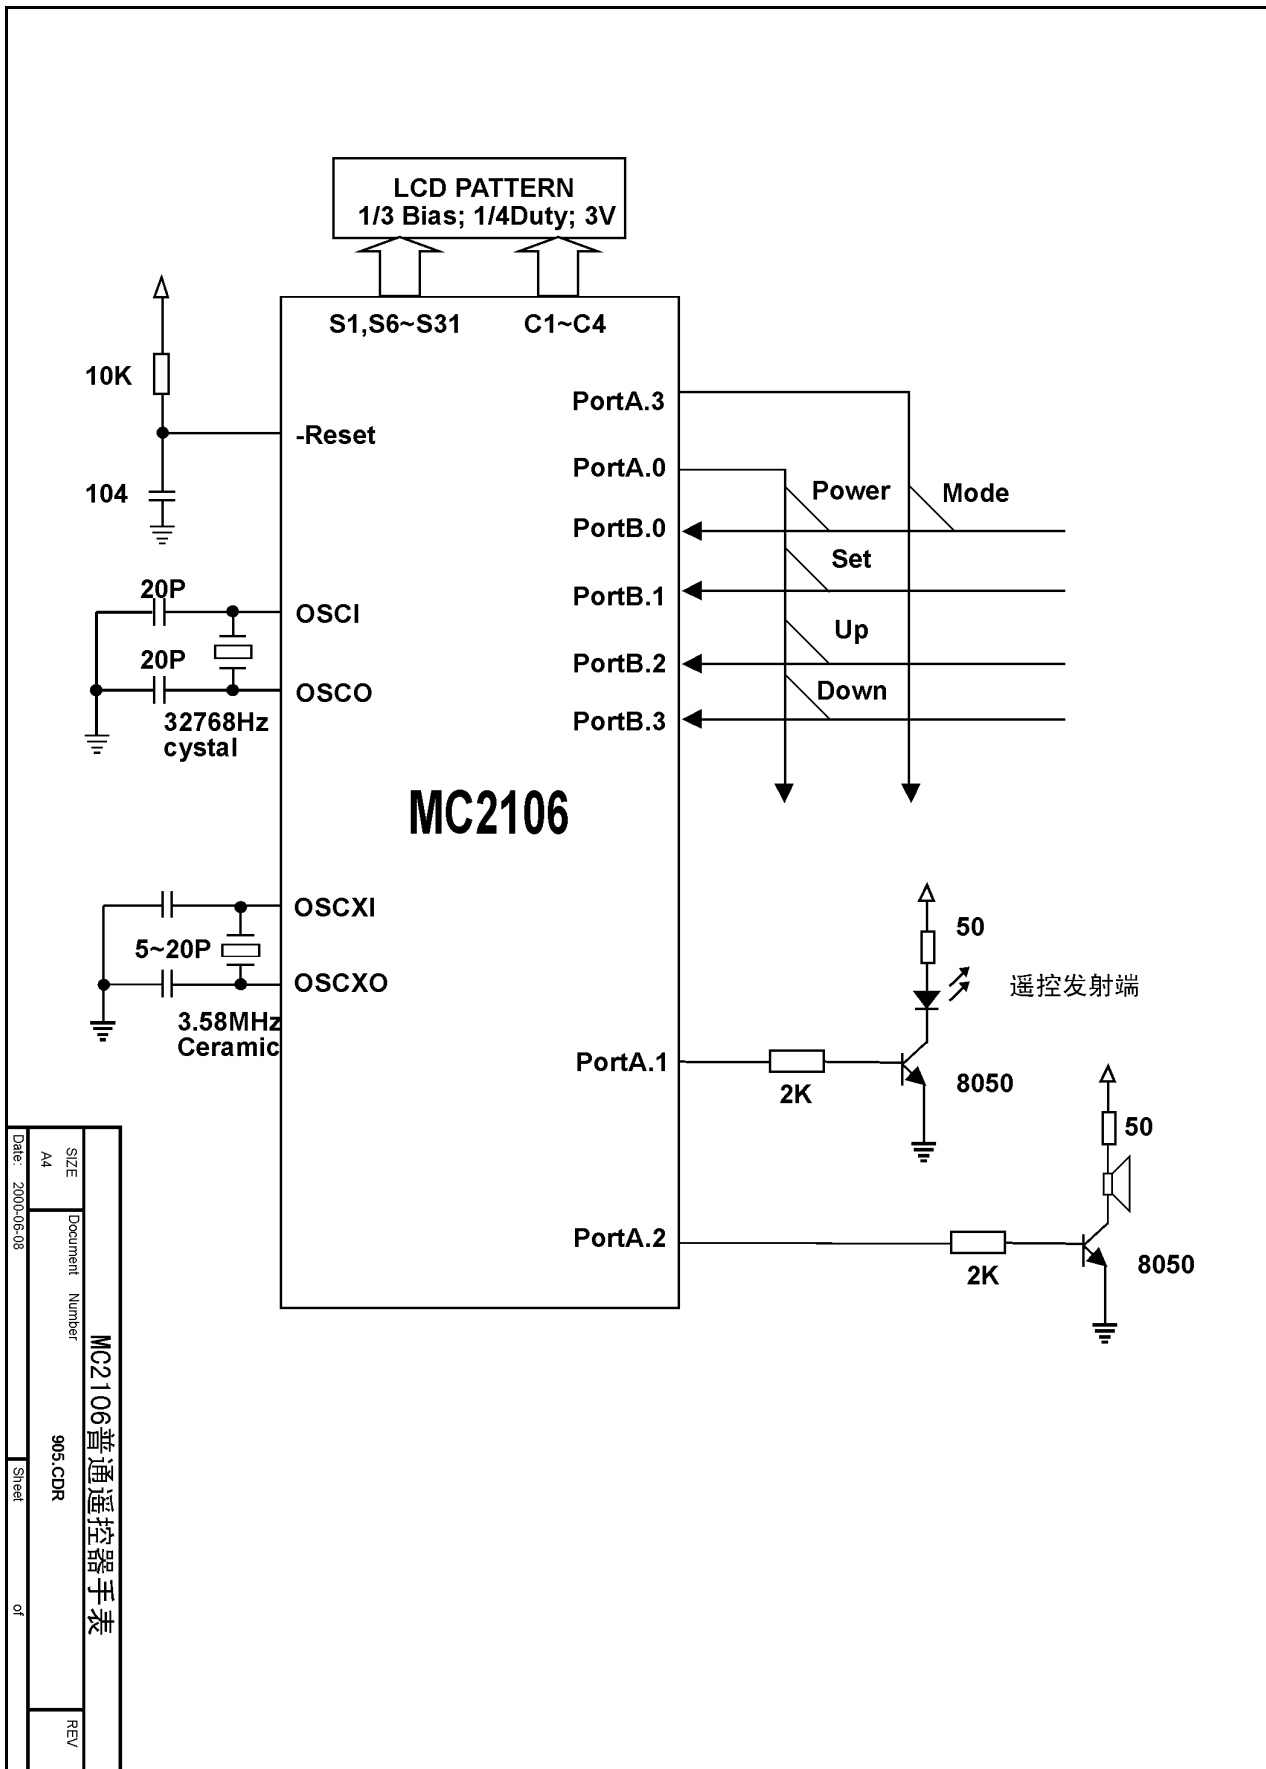 LCD PATTERN
1/3 Bias; 1/4Duty; 3V
S1,S6~S31
C1~C4
10K
-Reset
104
20P
OSCI
20P
OSCO
32768Hz
cystal
PortA.3
PortA.0
Power
Mode
PortB.0
Set
PortB.1
Up
PortB.2
Down
PortB.3
MC2106
OSCXI
5~20P
OSCXO
3.58MHz
Ceramic
50
遥控发射端
PortA.1
2K
8050
50
PortA.2
2K
8050
MC2106普通遥控器手表
SIZE
A4
Document Number
905.CDR
REV
Date: 2000-06-08
Sheet of